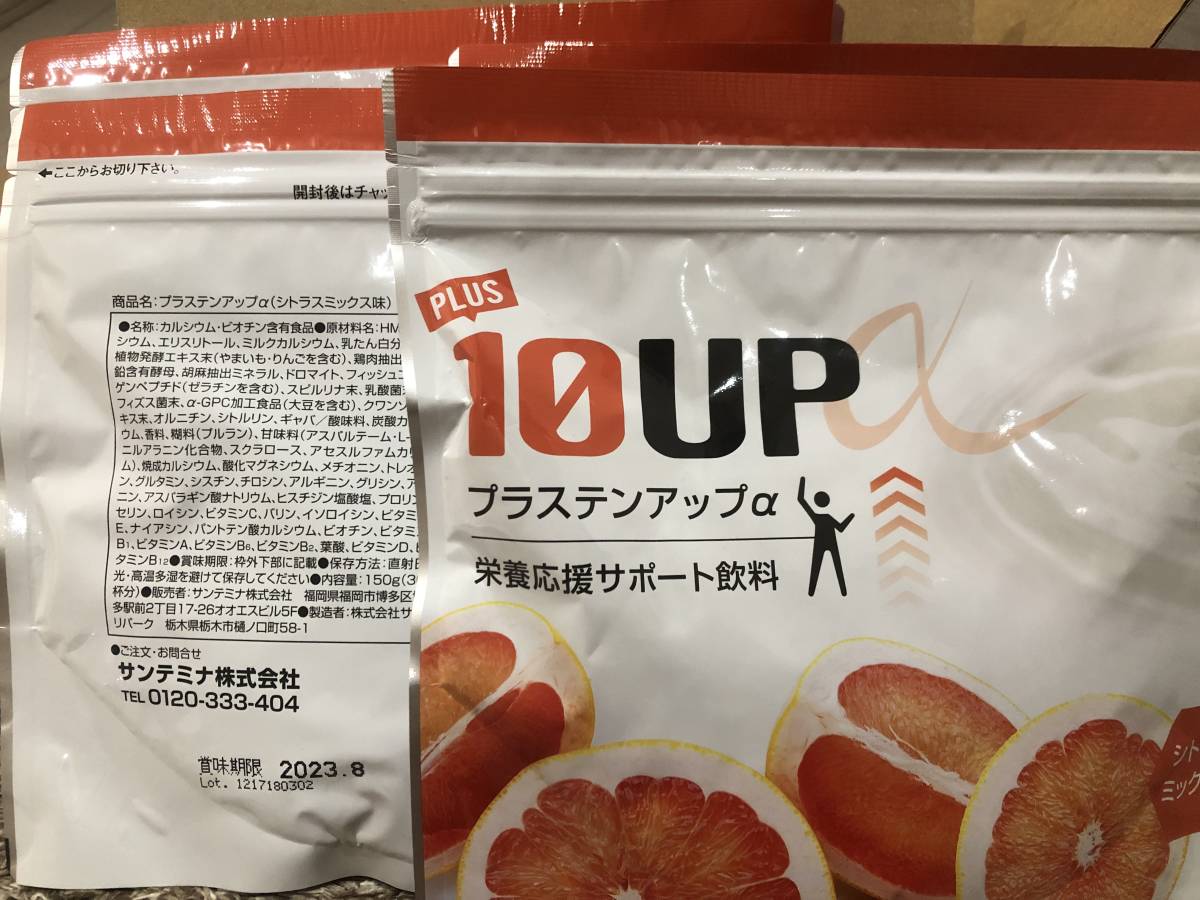 ←ここからお切り下さい。
開封後はチャッ
商品名:プラステンアップα(シトラスミックス味)
●名称:カルシウム・ビオチン含有食品●原材料名:HM
シウム、エリスリトール、ミルクカルシウム、乳たん白分
植物発酵エキス末(やまいも・りんごを含む)、鶏肉抽出
鉛含有酵母、胡麻抽出ミネラル、ドロマイト、フィッシュコ
ゲンペプチド(ゼラチンを含む)、スピルリナ末、乳酸菌
フィズス菌末、α-GPC加工食品(大豆を含む)、クワンソ
キス末、オルニチン、シトルリン、ギャバ/酸味料、炭酸カ
ウム、香料、糊料(プルラン)、甘味料(アスパルテーム・L-
ニルアラニン化合物、スクラロース、アセスルファムカリ
ム)、焼成カルシウム、酸化マグネシウム、メチオニン、トレオ
ン、グルタミン、シスチン、チロシン、アルギニン、グリシン、ア
ニン、アスパラギン酸ナトリウム、ヒスチジン塩酸塩、プロリン
セリン、ロイシン、ビタミンC、バリン、イソロイシン、ビタミ
E、ナイアシン、パントテン酸カルシウム、ビオチン、ビタミ
B1、ビタミンA、ビタミンB6、ビタミンB2、葉酸、ビタミンD、ビ
タミンB12●賞味期限:枠外下部に記載●保存方法:直射日
光・高温多湿を避けて保存してください●内容量:150g(30
杯分)●販売者:サンテミナ株式会社 福岡県福岡市博多区
多駅前2丁目17-26オオエスビル5F●製造者:株式会社サ
リパーク 栃木県栃木市樋ノ口町58-1
●ご注文・お問合せ
サンテミナ株式会社
TEL 0120-333-404
賞味期限 2023.8
Lot. 1217180302
PLUS
10UPα
プラステンアップα
栄養応援サポート飲料
シト
ミック